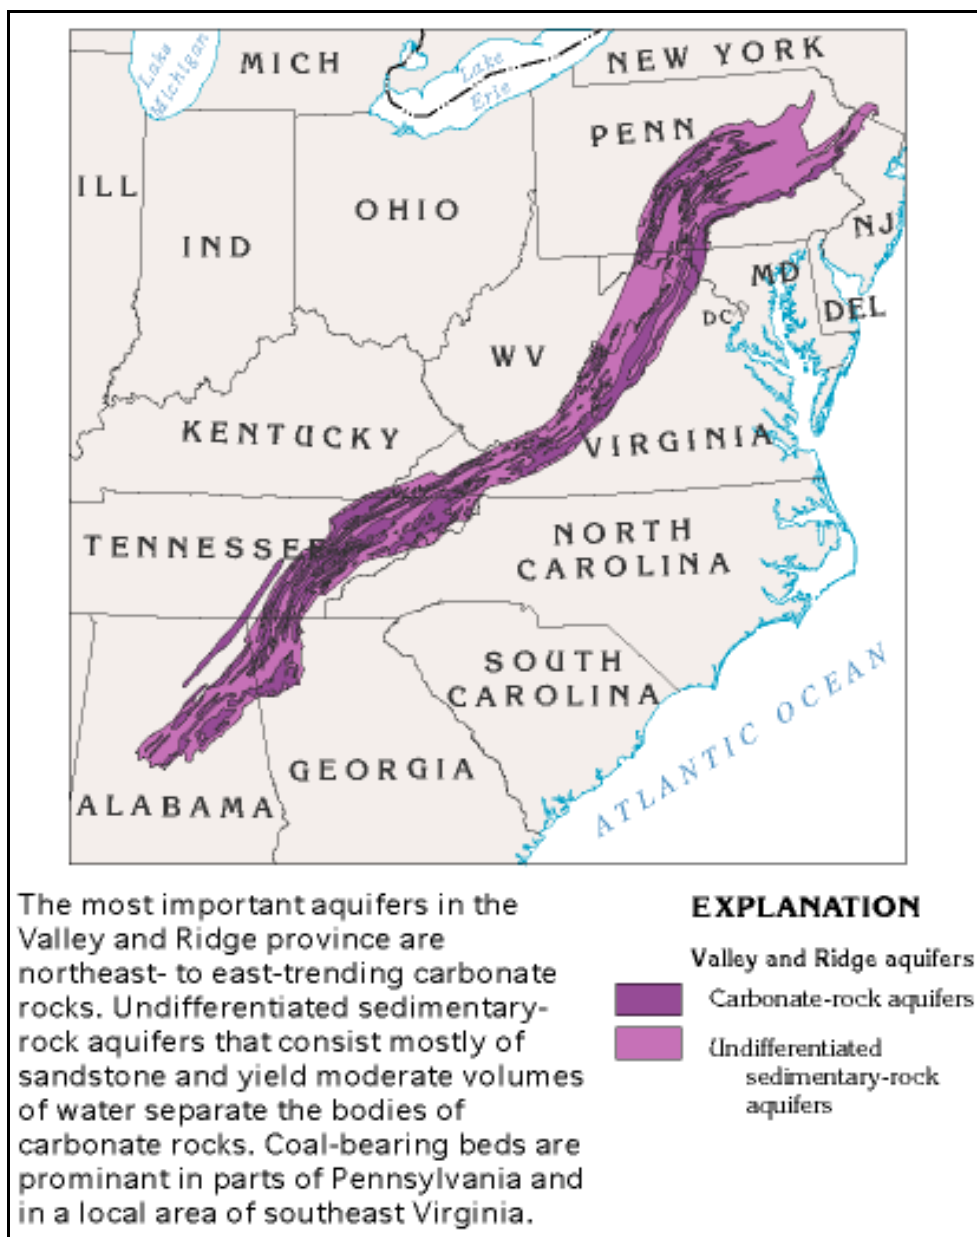 Lake
Michigan
MICH
Lake
Erie
NEW YORK
PENN
ILL
IND
OHIO
NJ
MD
DEL
DC
WV
KENTUCKY
VIRGINIA
TENNESSEE
NORTH
CAROLINA
SOUTH
CAROLINA
ATLANTIC OCEAN
GEORGIA
ALABAMA
The most important aquifers in the
Valley and Ridge province are
northeast- to east-trending carbonate
rocks. Undifferentiated sedimentary-
rock aquifers that consist mostly of
sandstone and yield moderate volumes
of water separate the bodies of
carbonate rocks. Coal-bearing beds are
prominant in parts of Pennsylvania and
in a local area of southeast Virginia.
EXPLANATION
Valley and Ridge aquifers
Carbonate-rock aquifers
Undifferentiated
sedimentary-rock
aquifers